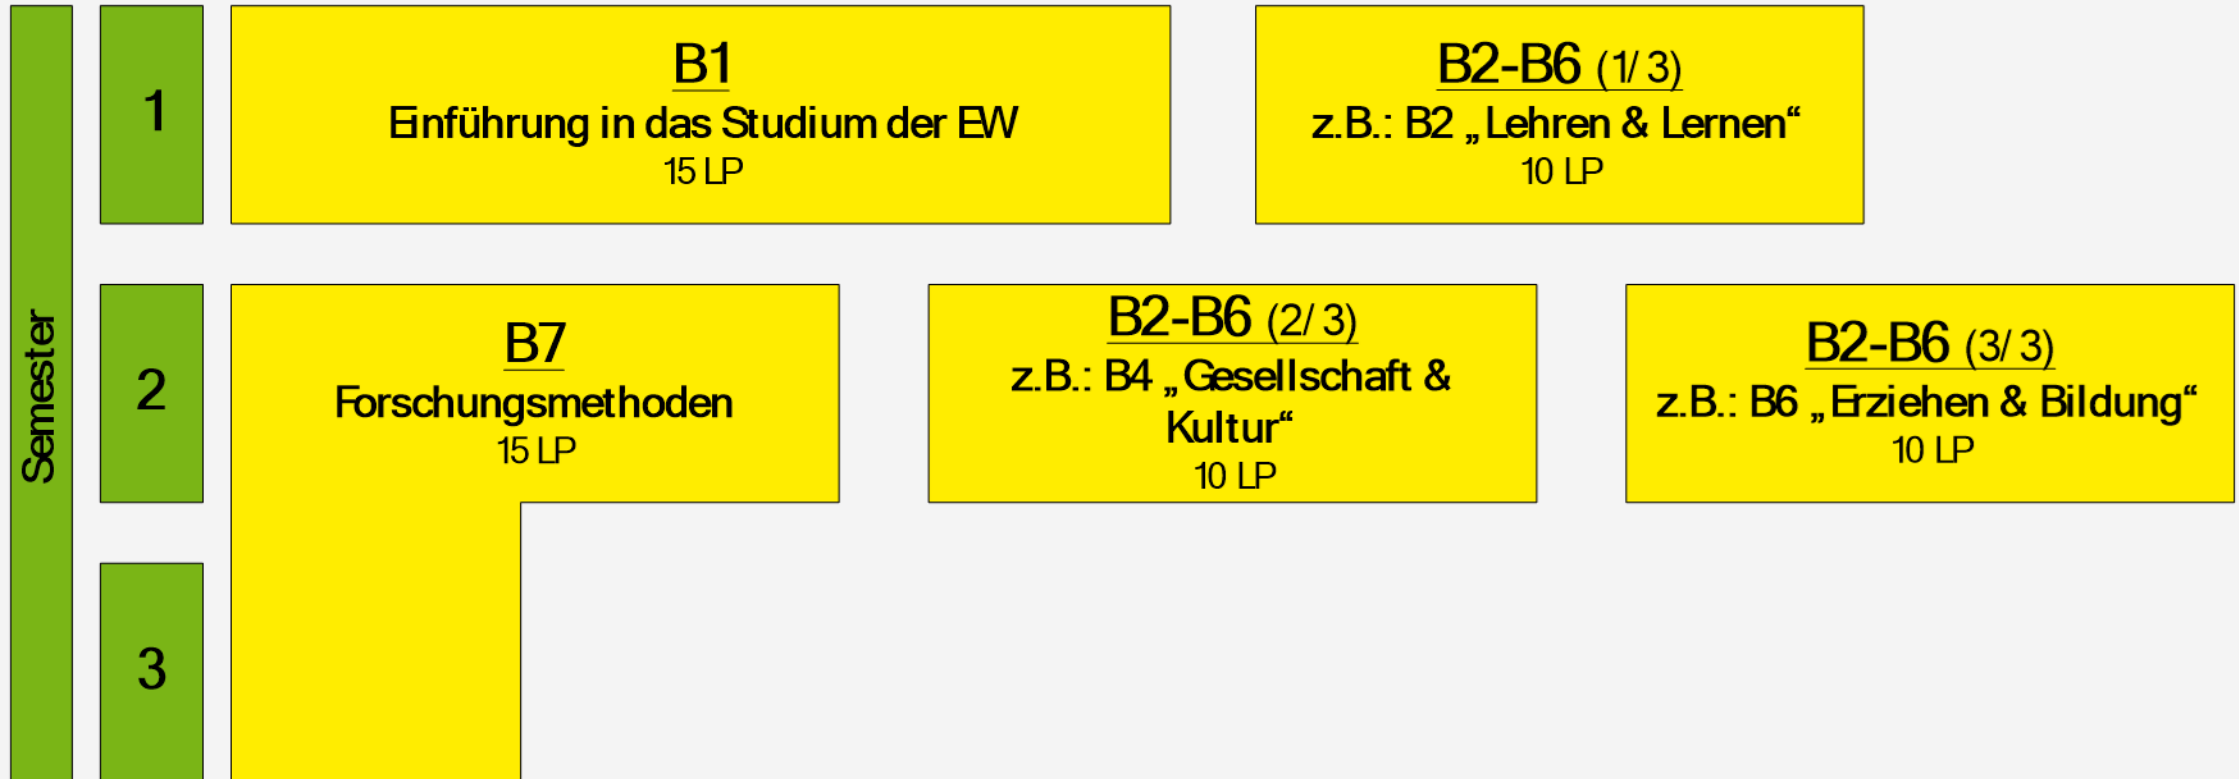 Semester
1
B1
Einführung in das Studium der EW
15 LP
B2-B6 (1/3)
z.B.: B2 „Lehren & Lernen“
10 LP
2
B7
Forschungsmethoden
15 LP
B2-B6 (2/3)
z.B.: B4 „Gesellschaft &
Kultur“
10 LP
B2-B6 (3/3)
z.B.: B6 „Erziehen & Bildung“
10 LP
3